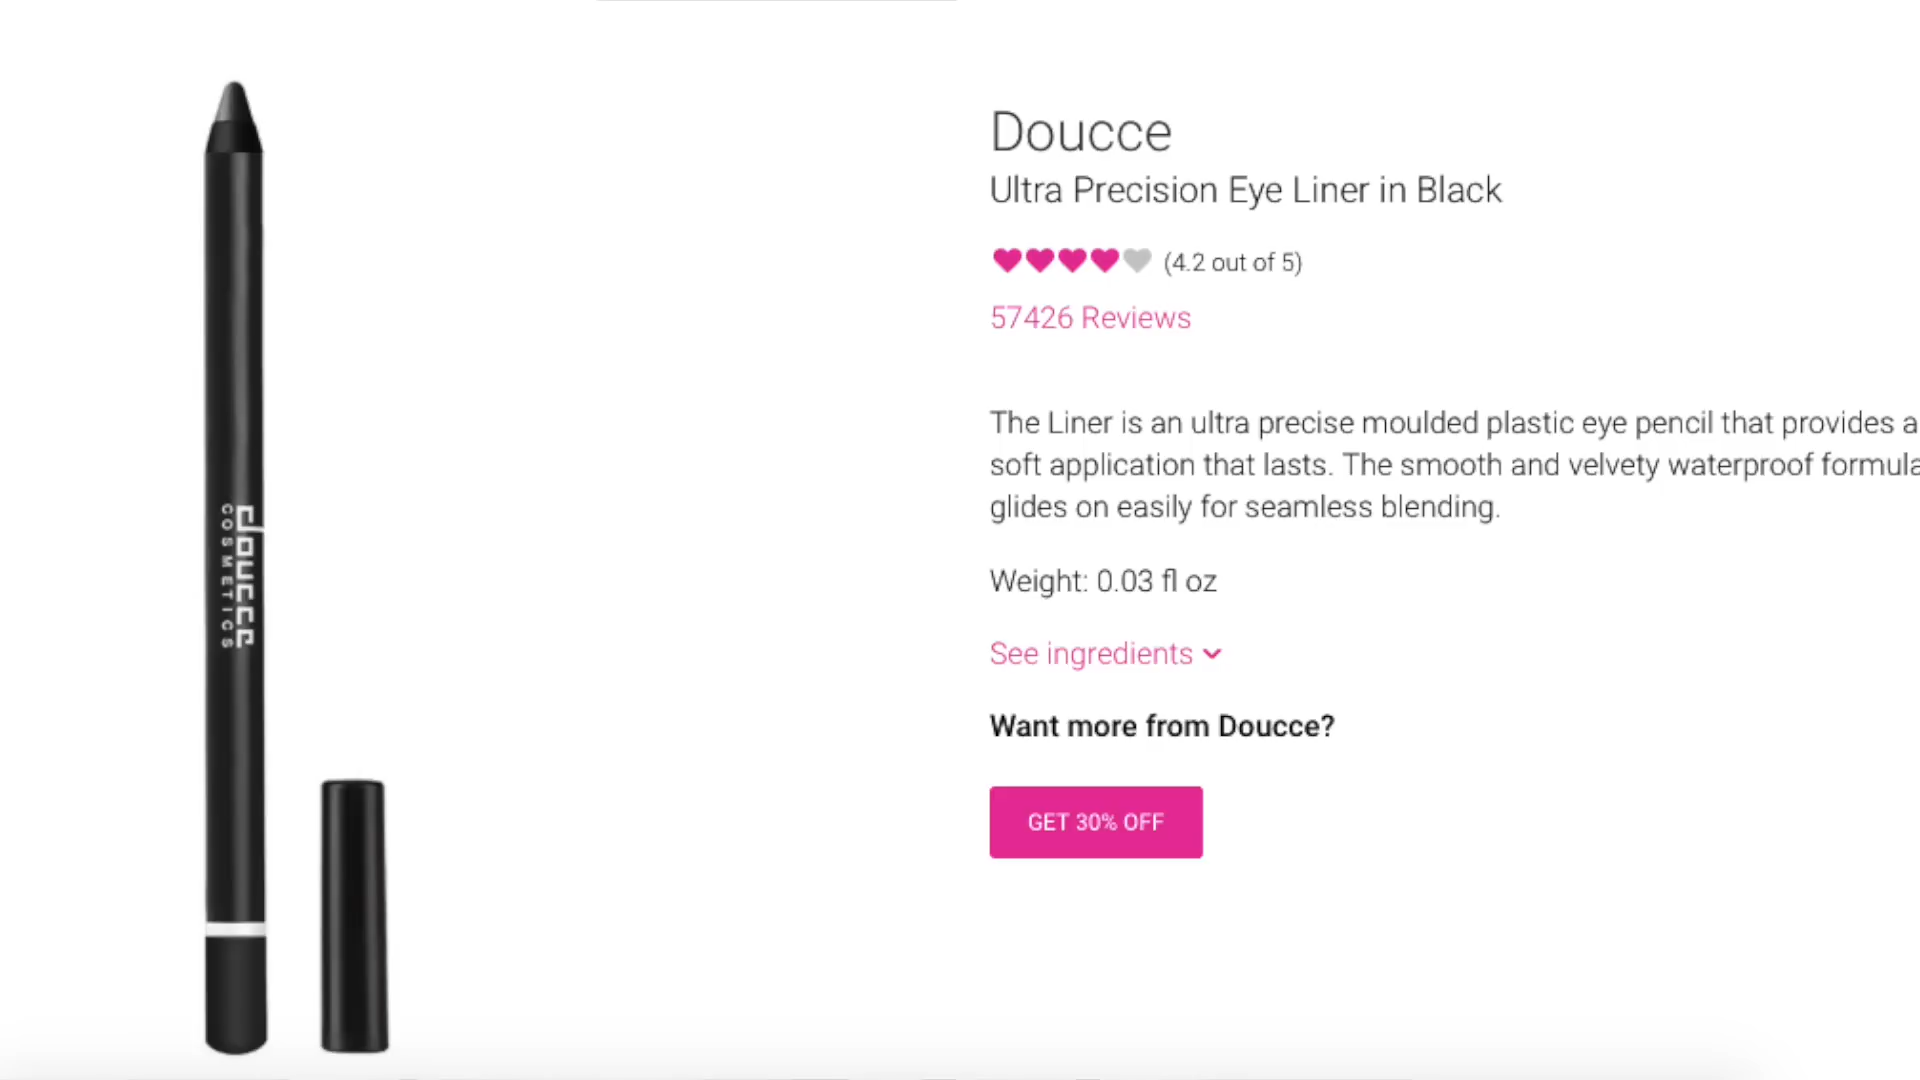 doucce
COSMETICS
Doucce
Ultra Precision Eye Liner in Black
(4.2 out of 5)
57426 Reviews
The Liner is an ultra precise moulded plastic eye pencil that provides a
soft application that lasts. The smooth and velvety waterproof formula
glides on easily for seamless blending.
Weight: 0.03 fl oz
See ingredients
Want more from Doucce?
GET 30% OFF